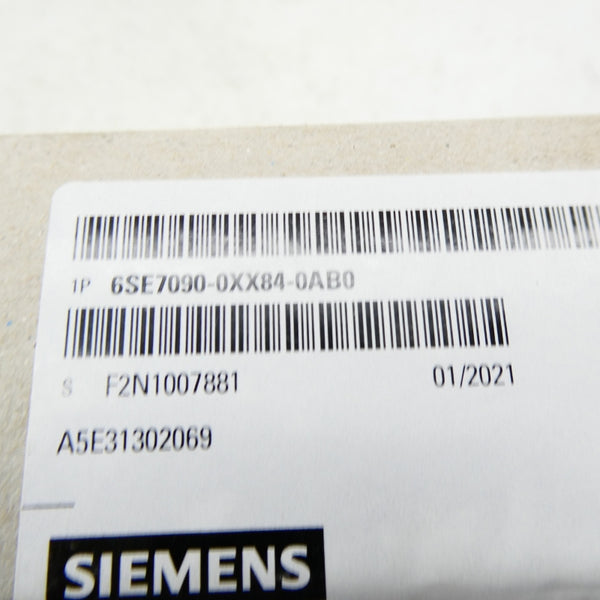 1P 6SE7090-0XX84-0AB0
S F2N1007881 01/2021
A5E31302069
SIEMENS